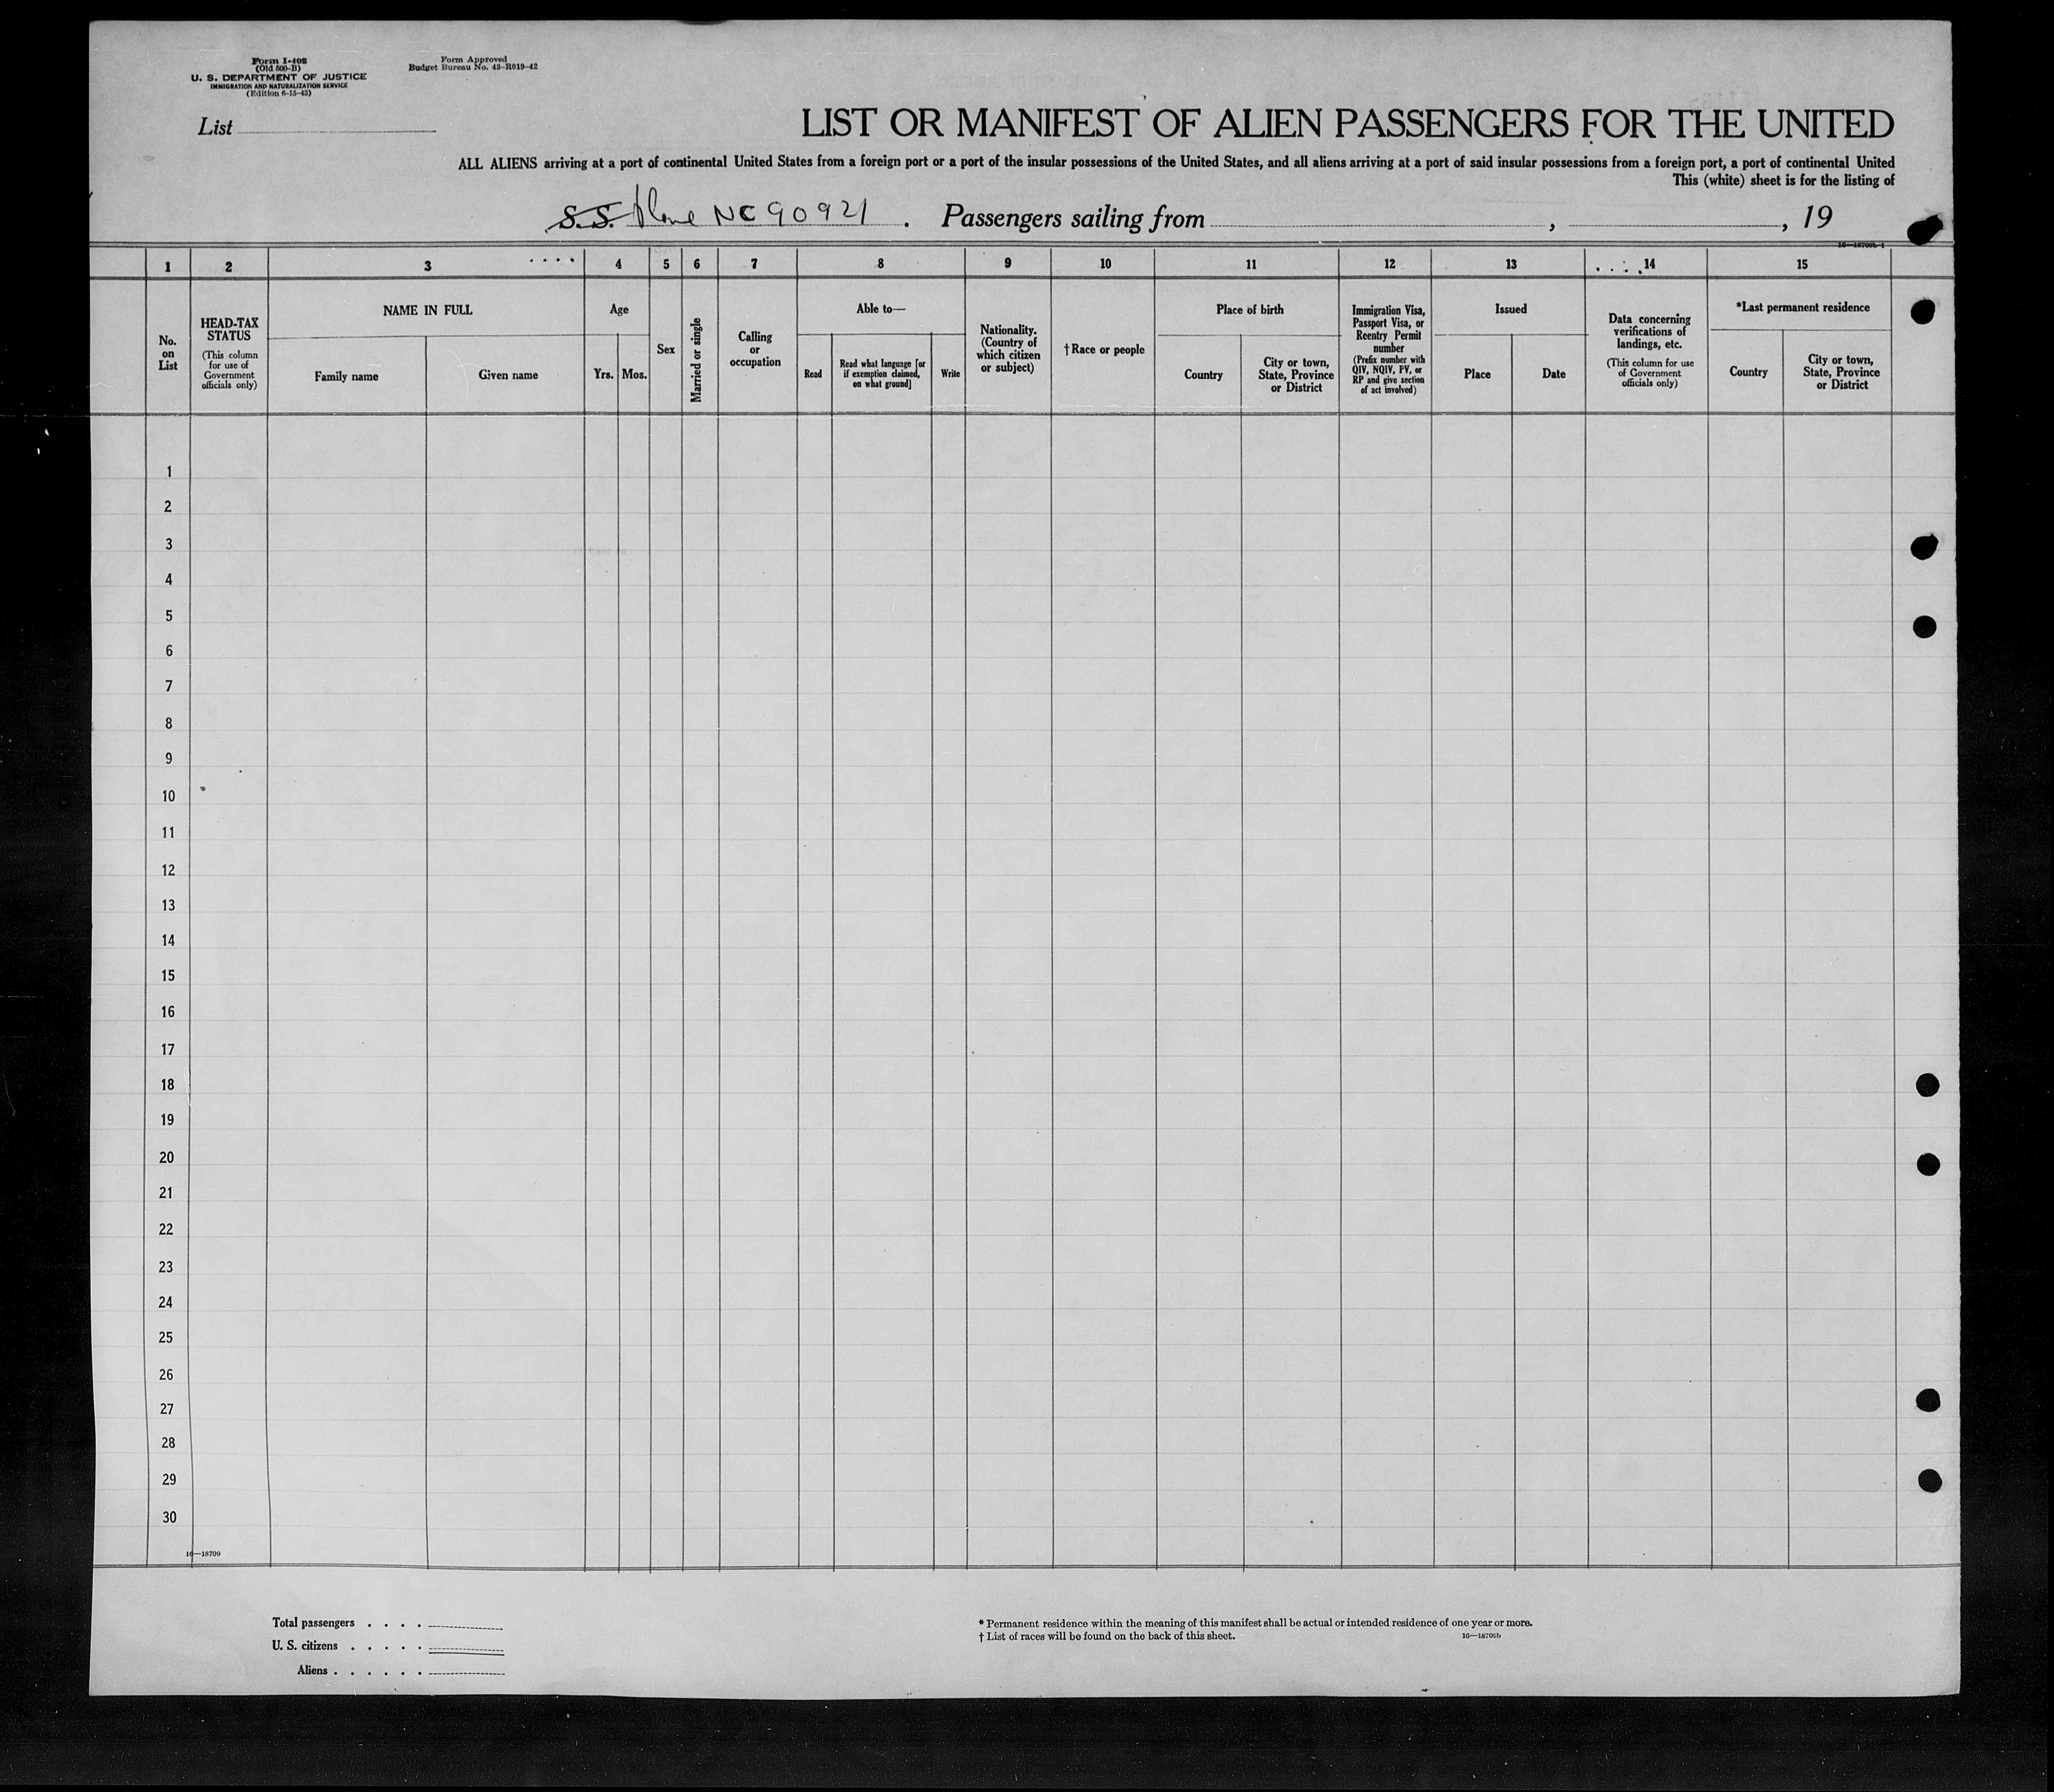 Form I-402
(Old 500-B)
U. S. DEPARTMENT OF JUSTICE
IMMIGRATION AND NATURALIZATION SERVICE
(Edition 6-15-43)
Form Approved
Budget Bureau No. 43-R019-42
List
LIST OR MANIFEST OF ALIEN PASSENGERS FOR THE UNITED
ALL ALIENS arriving at a port of continental United States from a foreign port or a port of the insular possessions of the United States, and all aliens arriving at a port of said insular possessions from a foreign port, a port of continental United
This (white) sheet is for the listing of
S.S. Plane NC 90921. Passengers sailing from , , 19
1 2 3 4 5 6 7 8 9 10 11 12 13 14 15
No. on List
HEAD-TAX STATUS
(This column for use of Government officials only)
NAME IN FULL
Family name
Given name
Age
Yrs. Mos.
Sex
Married or single
Calling or occupation
Able to—
Read
Read what language [or if exemption claimed, on what ground]
Write
Nationality. (Country of which citizen or subject)
†Race or people
Place of birth
Country
City or town, State, Province or District
Immigration Visa, Passport Visa, or Reentry Permit number
(Prefix number with QIV, NQIV, PV, or RP and give section of act involved)
Issued
Place
Date
Data concerning verifications of landings, etc.
(This column for use of Government officials only)
*Last permanent residence
Country
City or town, State, Province or District
1
2
3
4
5
6
7
8
9
10
11
12
13
14
15
16
17
18
19
20
21
22
23
24
25
26
27
28
29
30
16—18709
Total passengers . . . .
U. S. citizens . . . . .
Aliens . . . . . .
* Permanent residence within the meaning of this manifest shall be actual or intended residence of one year or more.
† List of races will be found on the back of this sheet.
16—18709b